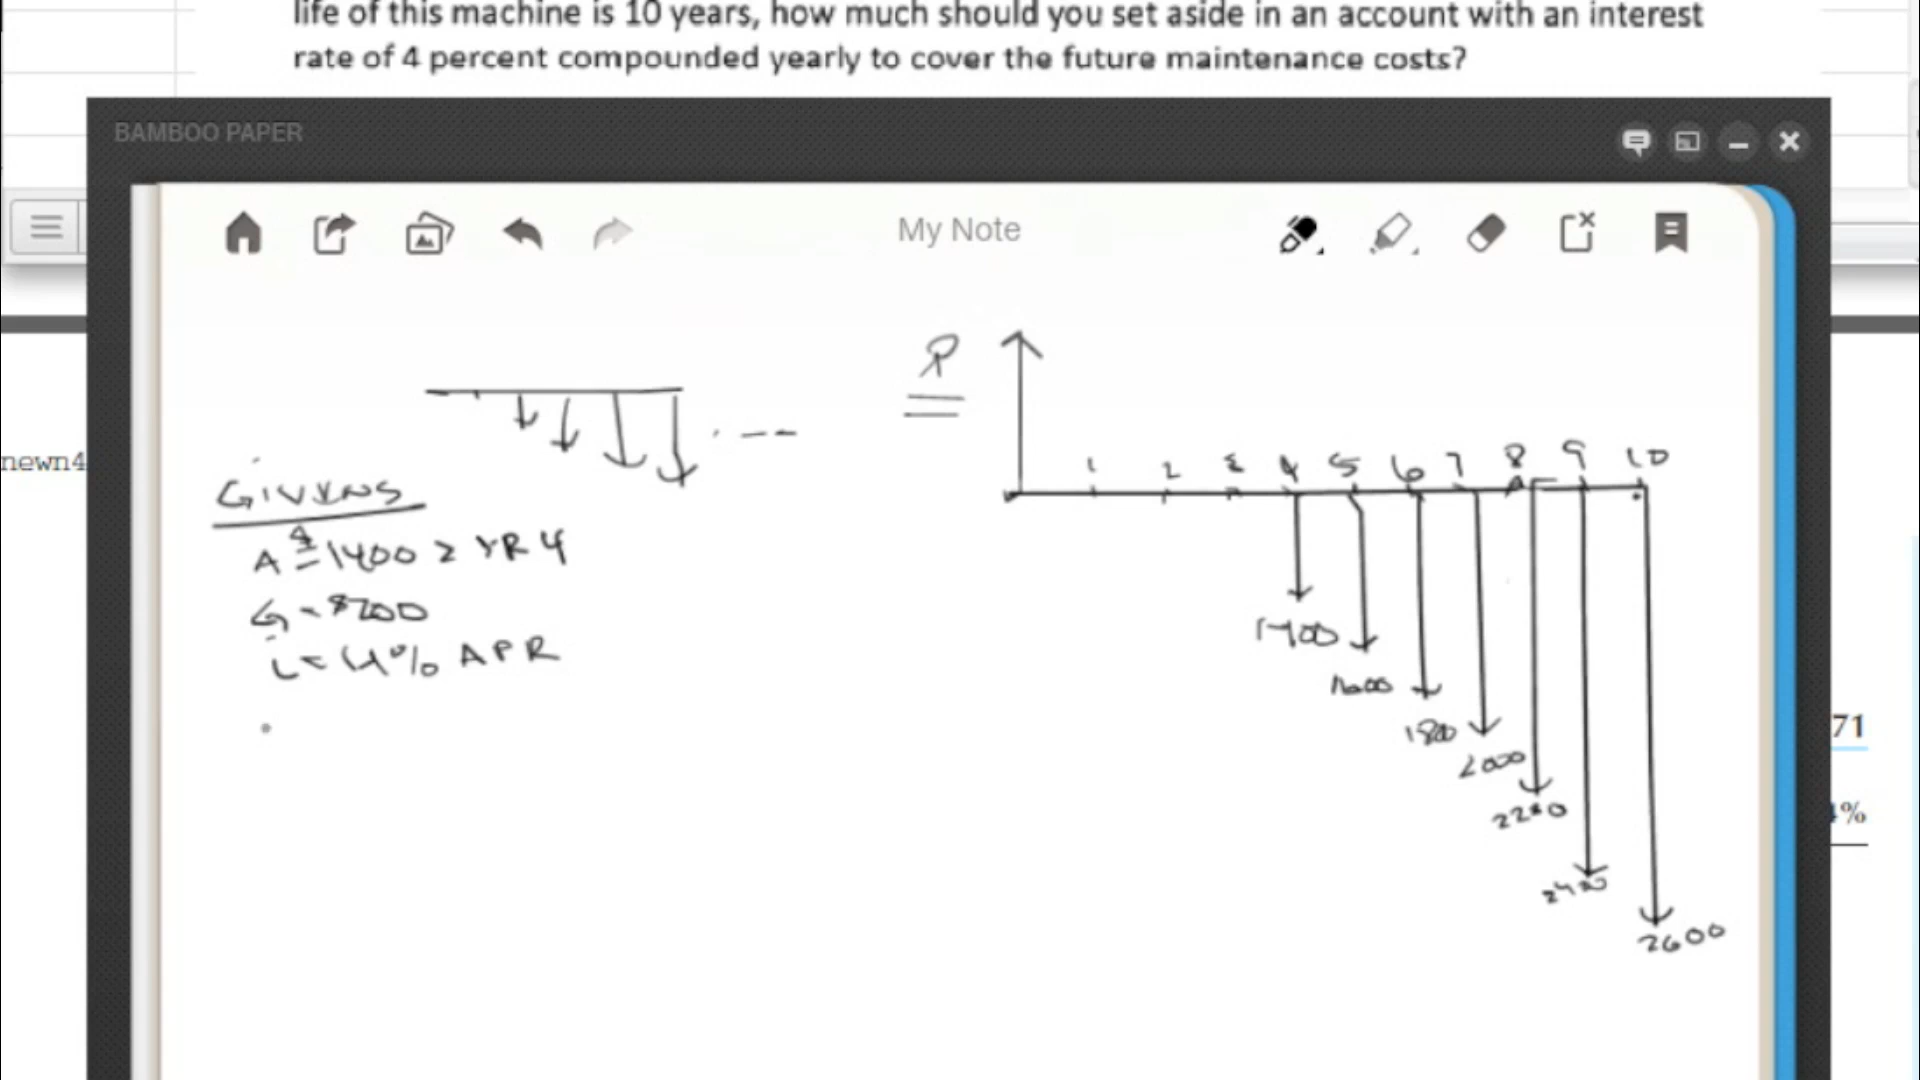 life of this machine is 10 years, how much should you set aside in an account with an interest
rate of 4 percent compounded yearly to cover the future maintenance costs?
BAMBOO PAPER
My Note
newn4
GIVENS
A = 1400 2 YR 4
G = $200
i = 4% APR
P
1 2 3 4 5 6 7 8 9 10
1400
1600
1800
2000
2200
2400
2600
71
4%